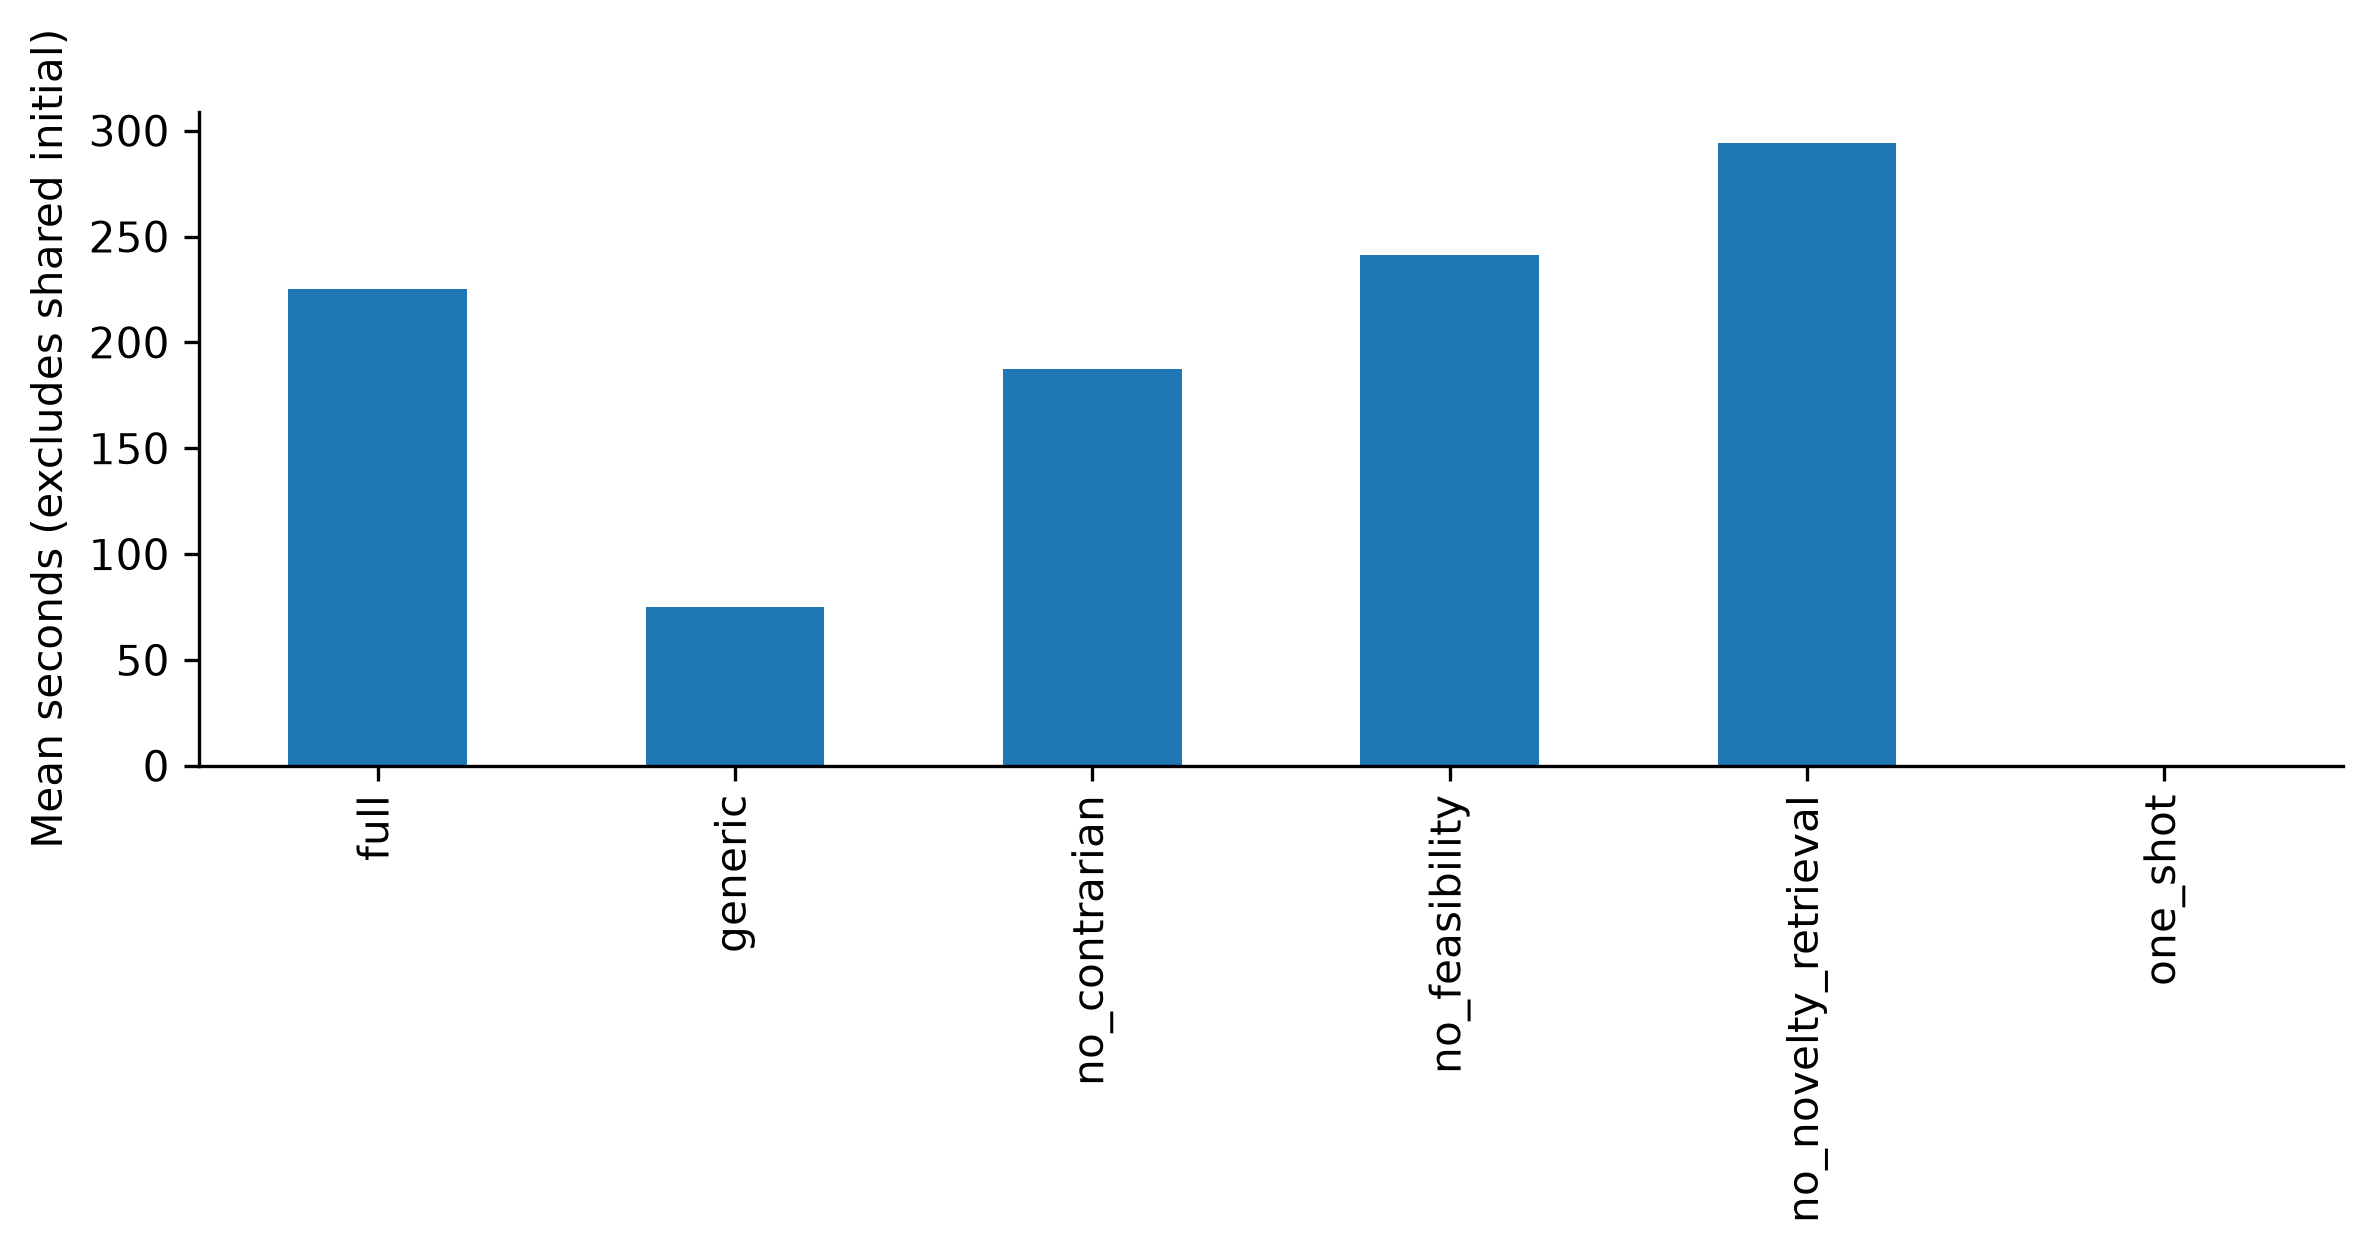 Mean seconds (excludes shared initial)
300
250
200
150
100
50
0
full
generic
no_contrarian
no_feasibility
no_novelty_retrieval
one_shot